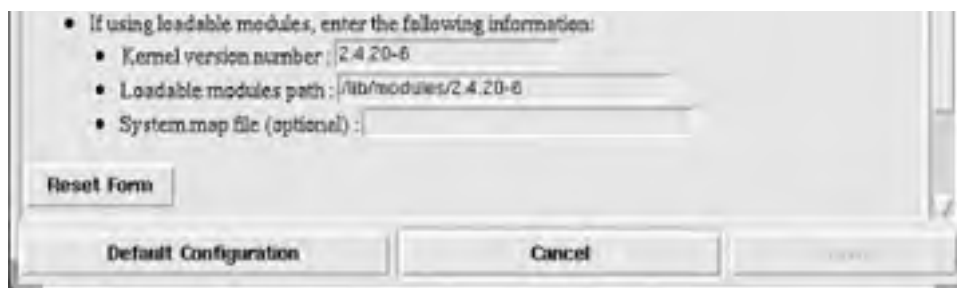 • If using loadable modules, enter the following information:
• Kernel version number : 2.4.20-6
• Loadable modules path : /lib/modules/2.4.20-6
• System.map file (optional) :
Reset Form
Default Configuration Cancel